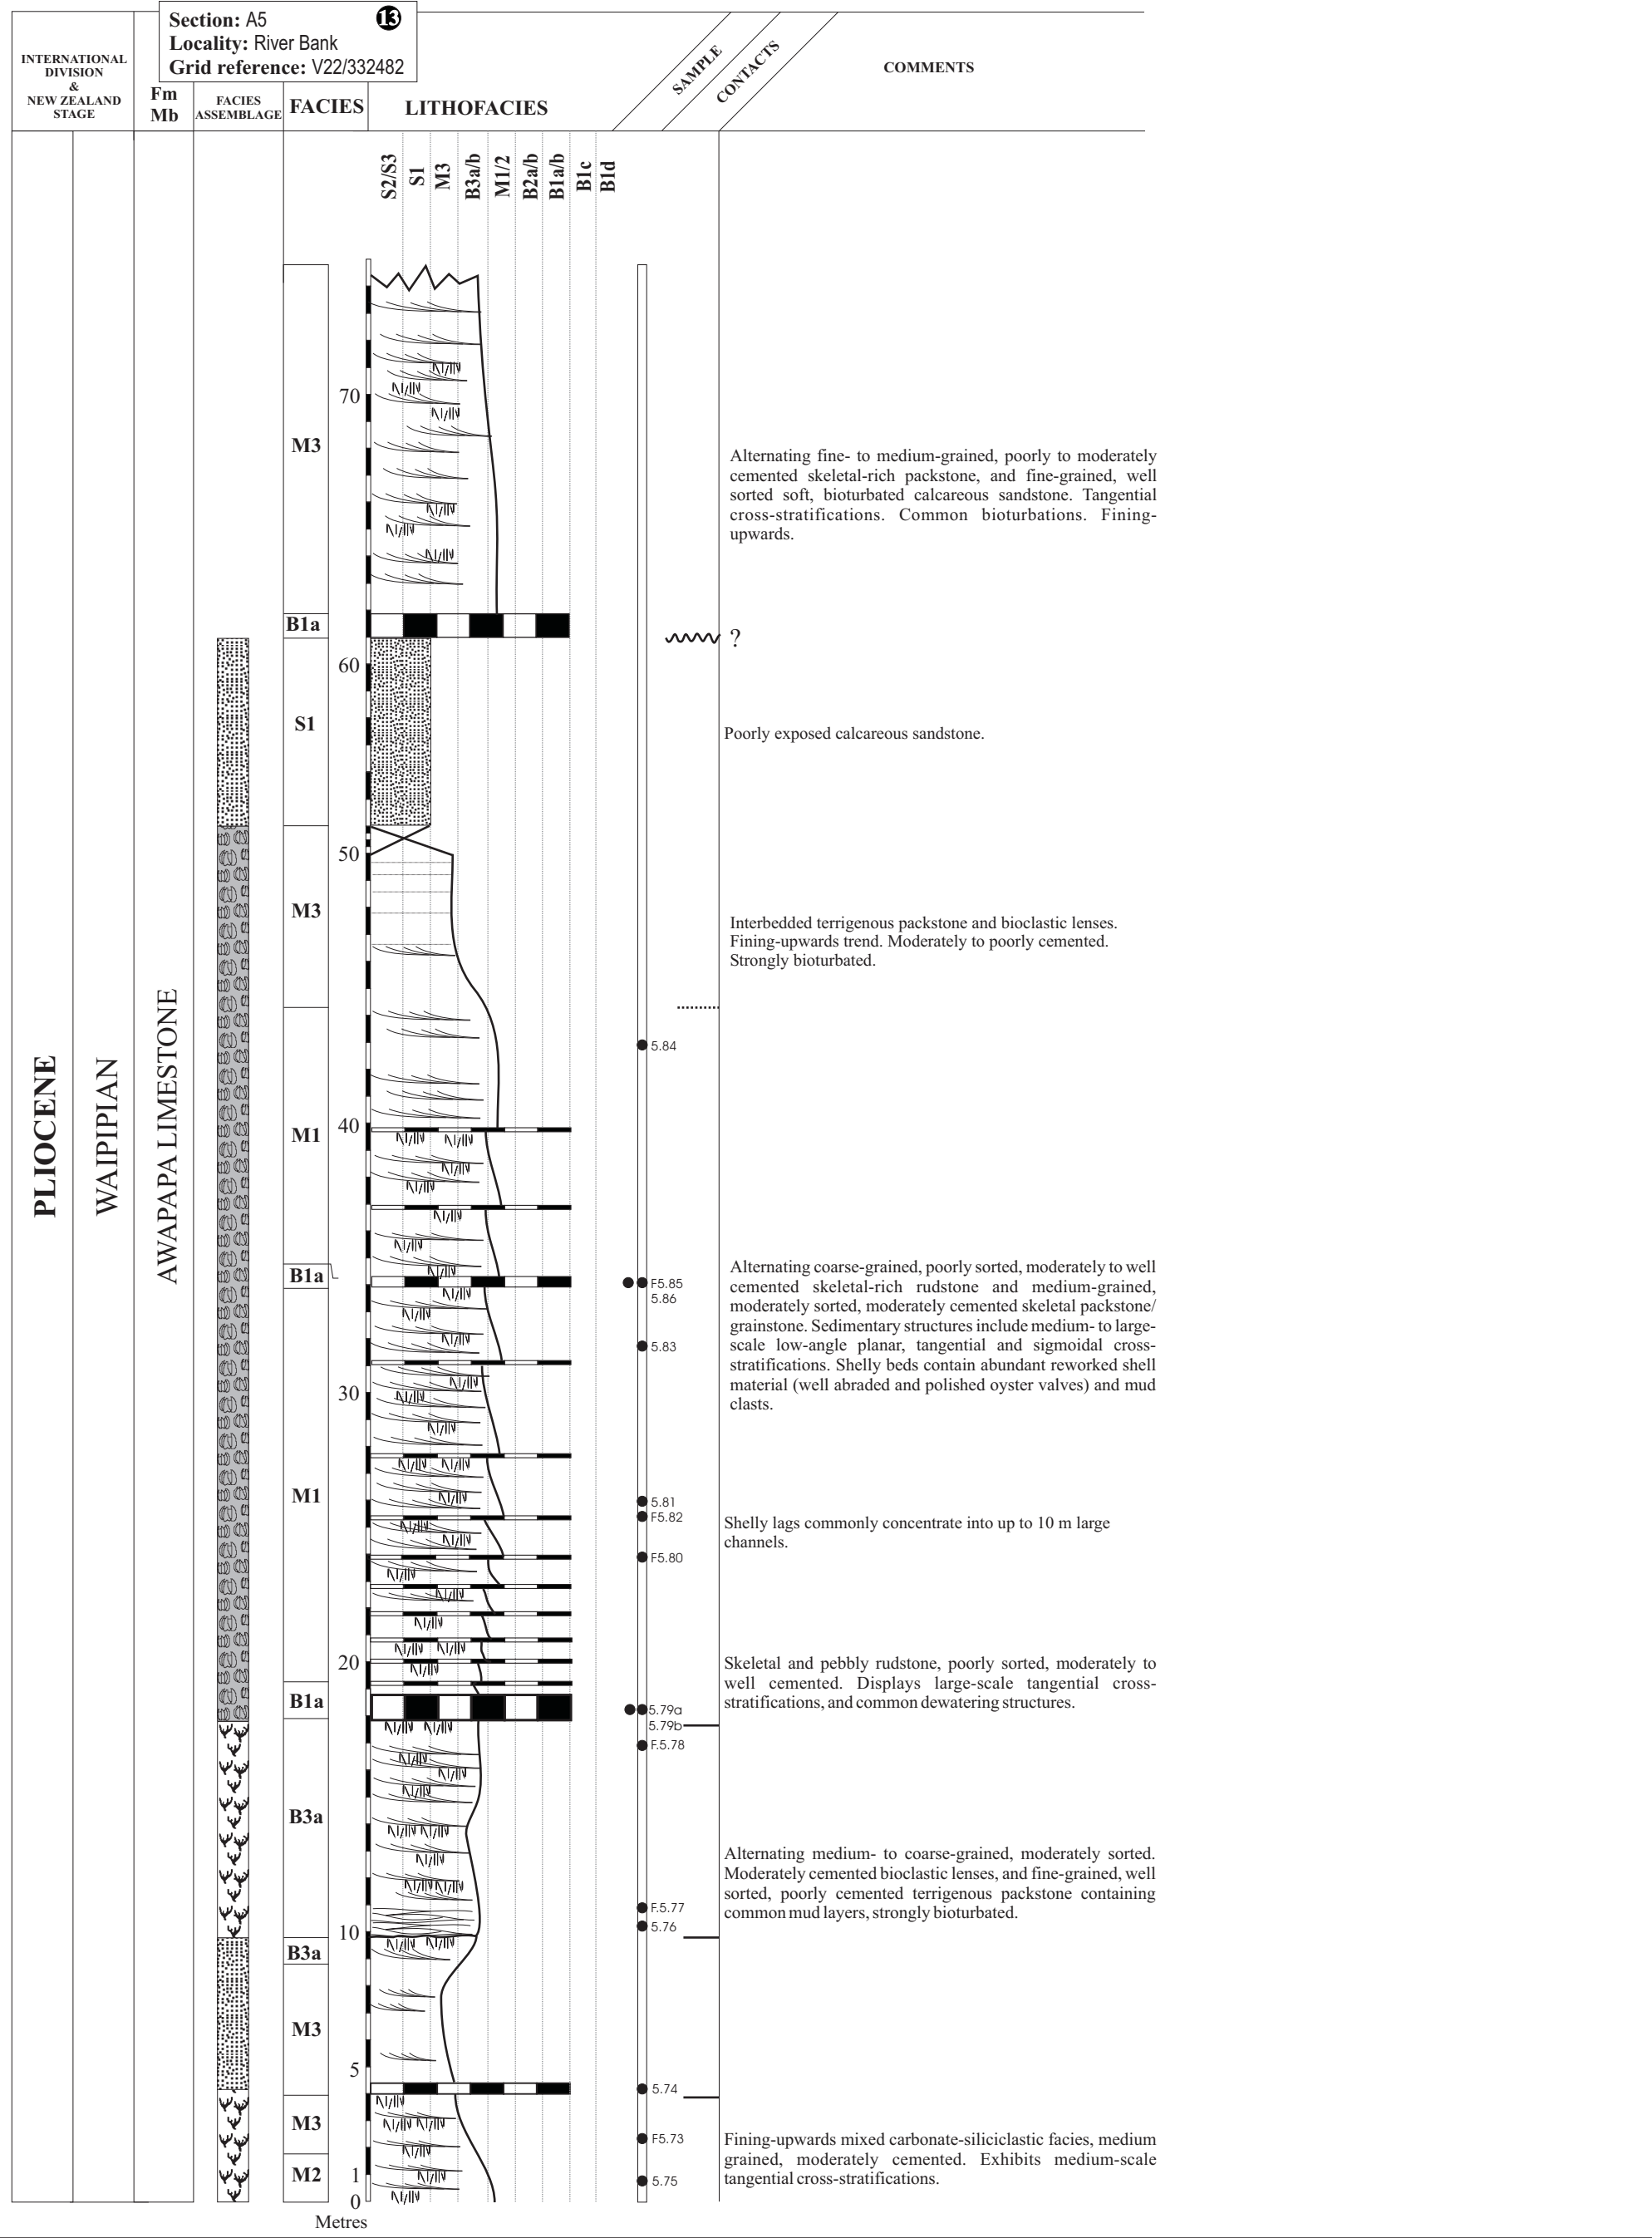 Section: A5
13
Locality: River Bank
Grid reference: V22/332482
INTERNATIONAL
DIVISION
&
NEW ZEALAND
STAGE
Fm
Mb
FACIES
ASSEMBLAGE
FACIES
LITHOFACIES
SAMPLE
CONTACTS
COMMENTS
S2/S3
S1
M3
B3a/b
M1/2
B2a/b
B1a/b
B1c
B1d
PLIOCENE
WAIPIPIAN
AWAPAPA LIMESTONE
70
M3
Alternating fine- to medium-grained, poorly to moderately
cemented skeletal-rich packstone, and fine-grained, well
sorted soft, bioturbated calcareous sandstone. Tangential
cross-stratifications. Common bioturbations. Fining-
upwards.
B1a
?
60
S1
Poorly exposed calcareous sandstone.
50
M3
Interbedded terrigenous packstone and bioclastic lenses.
Fining-upwards trend. Moderately to poorly cemented.
Strongly bioturbated.
5.84
40
M1
B1a
F5.85
5.86
Alternating coarse-grained, poorly sorted, moderately to well
cemented skeletal-rich rudstone and medium-grained,
moderately sorted, moderately cemented skeletal packstone/
grainstone. Sedimentary structures include medium- to large-
scale low-angle planar, tangential and sigmoidal cross-
stratifications. Shelly beds contain abundant reworked shell
material (well abraded and polished oyster valves) and mud
clasts.
5.83
30
M1
5.81
F5.82
Shelly lags commonly concentrate into up to 10 m large
channels.
F5.80
20
Skeletal and pebbly rudstone, poorly sorted, moderately to
well cemented. Displays large-scale tangential cross-
stratifications, and common dewatering structures.
B1a
5.79a
5.79b
F.5.78
B3a
Alternating medium- to coarse-grained, moderately sorted.
Moderately cemented bioclastic lenses, and fine-grained, well
sorted, poorly cemented terrigenous packstone containing
common mud layers, strongly bioturbated.
F.5.77
5.76
10
B3a
M3
5
5.74
M3
F5.73
Fining-upwards mixed carbonate-siliciclastic facies, medium
grained, moderately cemented. Exhibits medium-scale
tangential cross-stratifications.
M2
1
5.75
0
Metres